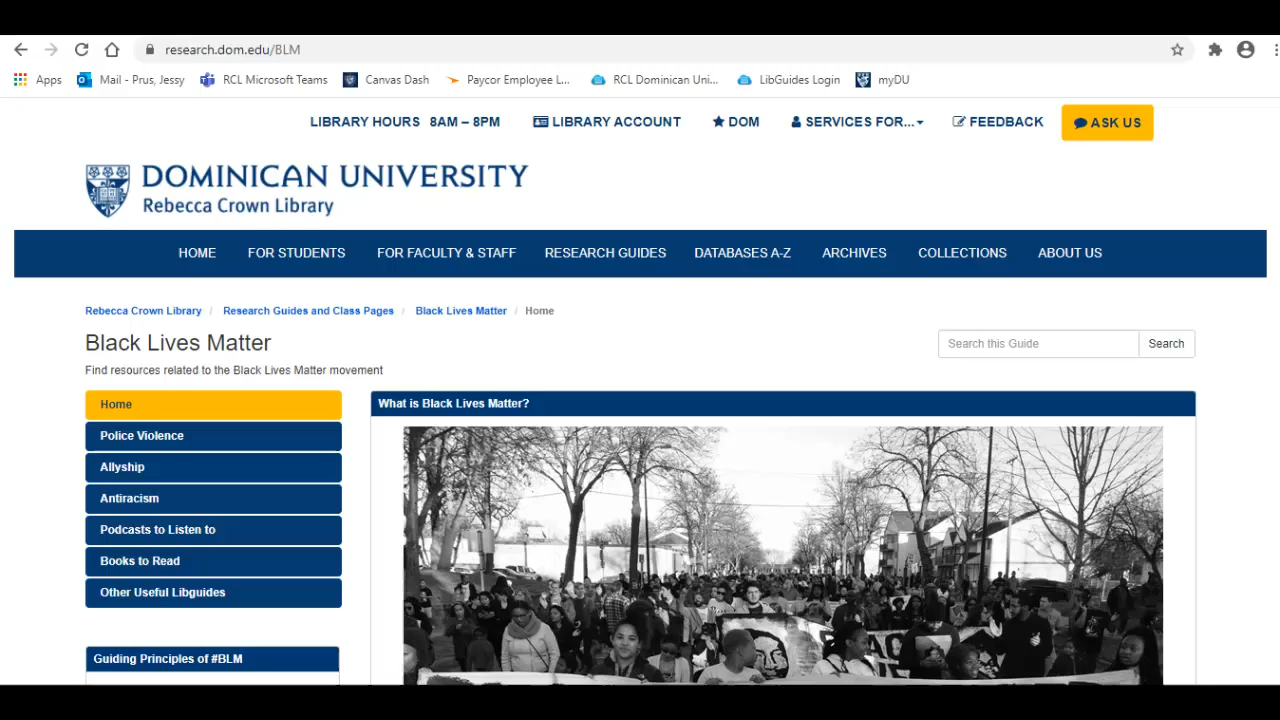 research.dom.edu/BLM
Apps Mail - Prus, Jessy RCL Microsoft Teams Canvas Dash Paycor Employee L... RCL Dominican Uni... LibGuides Login myDU
LIBRARY HOURS 8AM – 8PM LIBRARY ACCOUNT DOM SERVICES FOR... FEEDBACK ASK US
DOMINICAN UNIVERSITY
Rebecca Crown Library
HOME FOR STUDENTS FOR FACULTY & STAFF RESEARCH GUIDES DATABASES A-Z ARCHIVES COLLECTIONS ABOUT US
Rebecca Crown Library / Research Guides and Class Pages / Black Lives Matter / Home
Black Lives Matter
Search this Guide Search
Find resources related to the Black Lives Matter movement
Home
What is Black Lives Matter?
Police Violence
Allyship
Antiracism
Podcasts to Listen to
Books to Read
Other Useful Libguides
Guiding Principles of #BLM